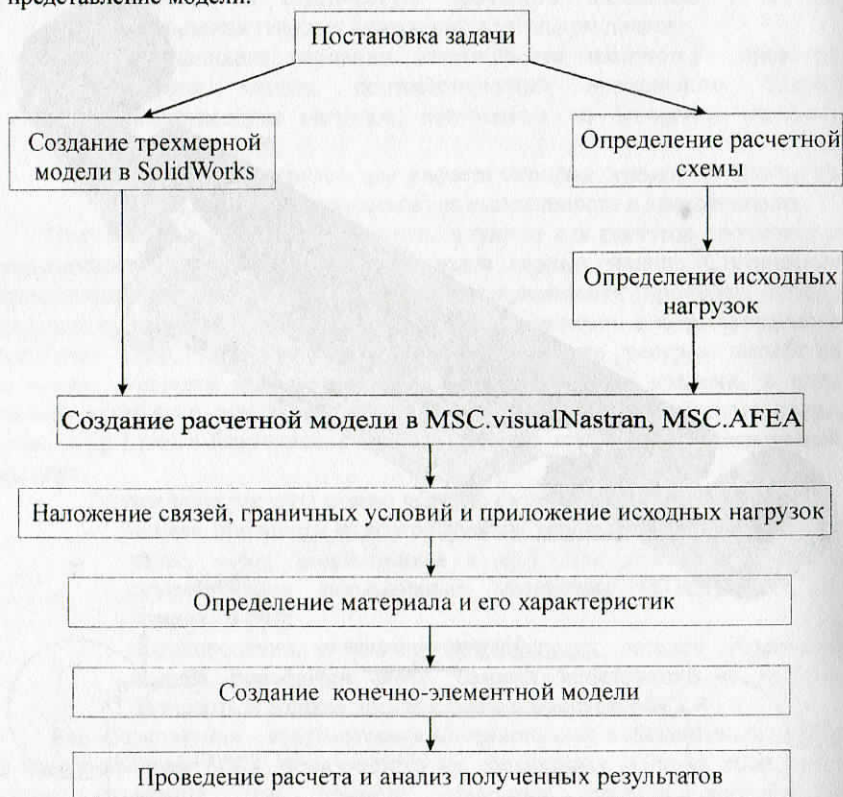 представление модели.
Постановка задачи
Создание трехмерной
модели в SolidWorks
Определение расчетной
схемы
Определение исходных
нагрузок
Создание расчетной модели в MSC.visualNastran, MSC.AFEA
Наложение связей, граничных условий и приложение исходных нагрузок
Определение материала и его характеристик
Создание конечно-элементной модели
Проведение расчета и анализ полученных результатов